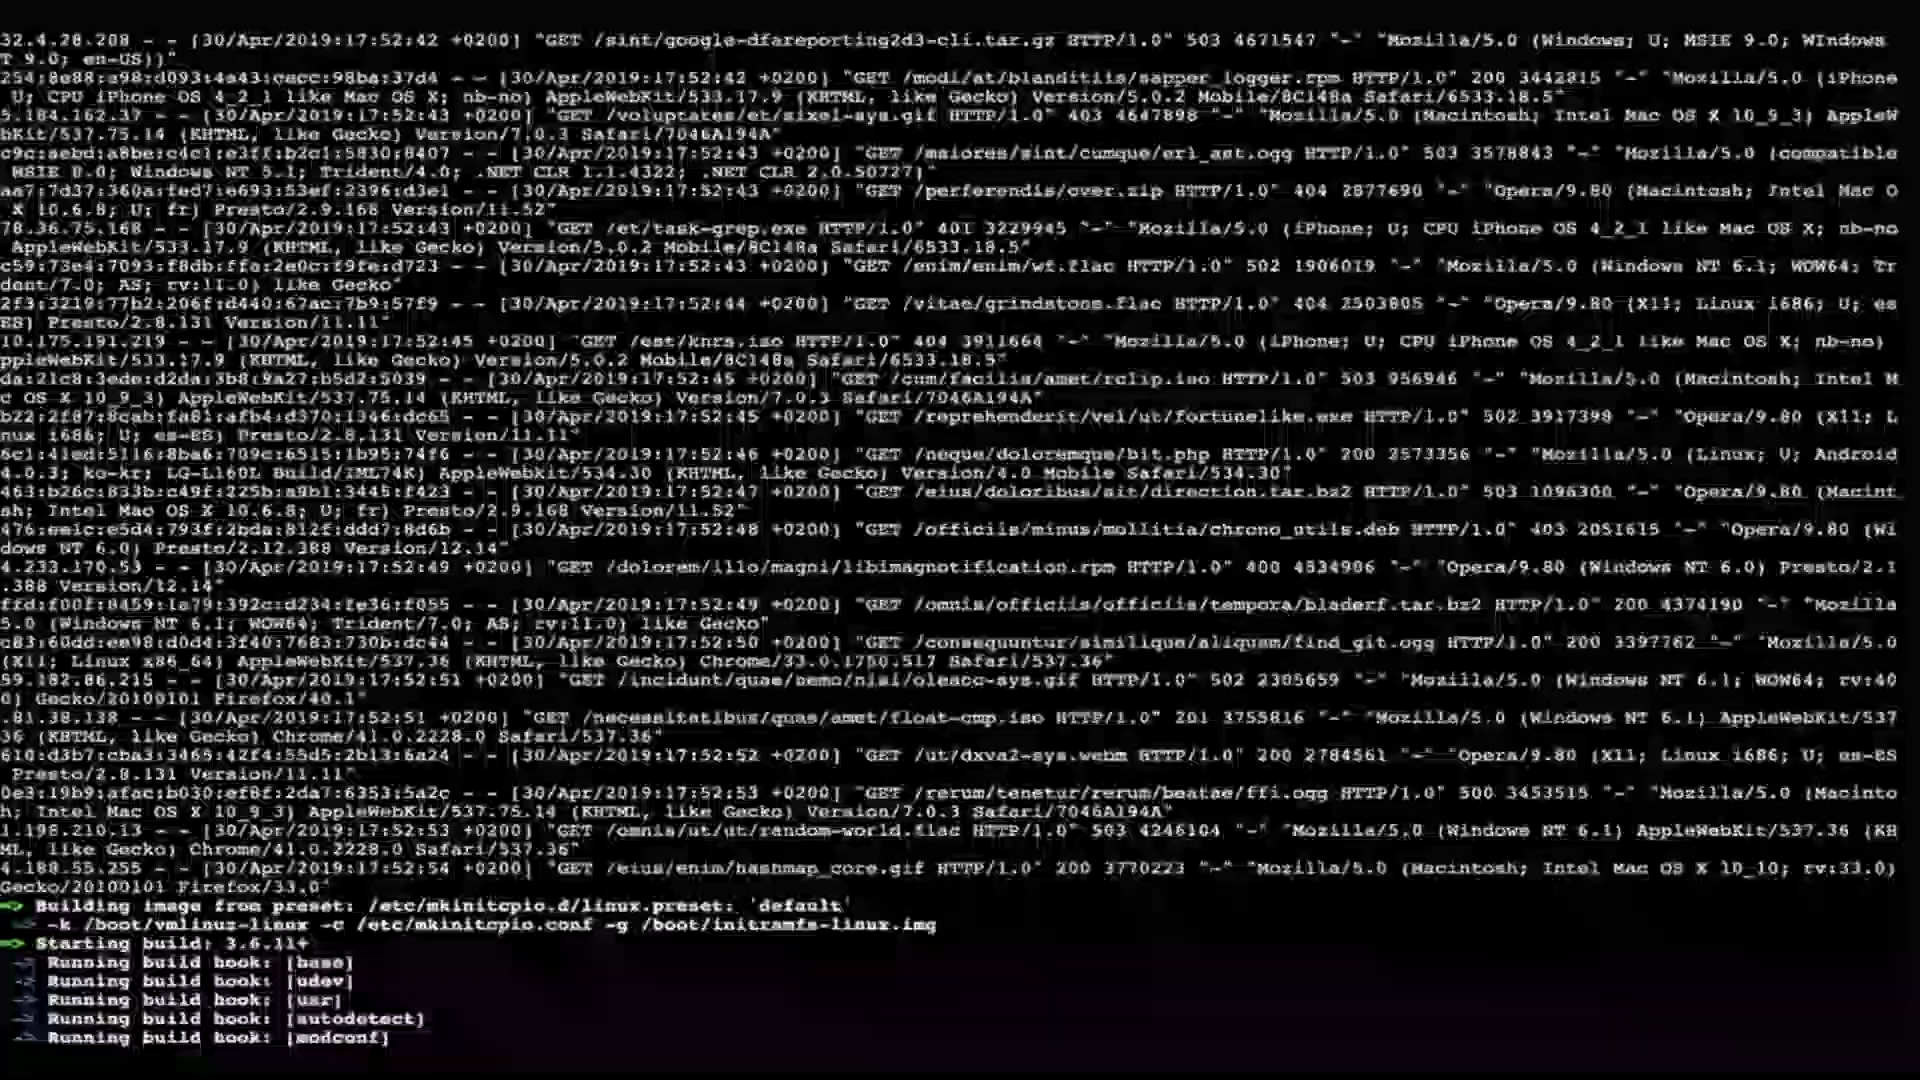 32.4.28.208 - - [30/Apr/2019:17:52:42 +0200] "GET /sint/google-dfareporting2d3-cli.tar.gz HTTP/1.0" 503 4671547 "-" "Mozilla/5.0 (Windows; U; MSIE 9.0; WIndows
T 9.0; en-US))"
254:8e88:e98:d093:4a43:cecc:98ba:37d4 - - [30/Apr/2019:17:52:42 +0200] "GET /modi/at/blanditiis/sapper_logger.rpm HTTP/1.0" 200 3442815 "-" "Mozilla/5.0 (iPhone
U; CPU iPhone OS 4_2_1 like Mac OS X; nb-no) AppleWebKit/533.17.9 (KHTML, like Gecko) Version/5.0.2 Mobile/8C148a Safari/6533.18.5"
5.184.162.37 - - [30/Apr/2019:17:52:43 +0200] "GET /voluptates/et/sixel-sys.gif HTTP/1.0" 403 4647898 "-" "Mozilla/5.0 (Macintosh; Intel Mac OS X 10_9_3) AppleW
bKit/537.75.14 (KHTML, like Gecko) Version/7.0.3 Safari/7046A194A"
c9c:aebd:a8be:c4c1:e3ff:b2c1:5830:8407 - - [30/Apr/2019:17:52:43 +0200] "GET /maiores/sint/cumque/erl_ast.ogg HTTP/1.0" 503 3578843 "-" "Mozilla/5.0 (compatible
MSIE 8.0; Windows NT 5.1; Trident/4.0; .NET CLR 1.1.4322; .NET CLR 2.0.50727)"
aa7:7d37:360a:fed7:e693:53ef:2396:d3e1 - - [30/Apr/2019:17:52:43 +0200] "GET /perferendis/over.zip HTTP/1.0" 404 2877690 "-" "Opera/9.80 (Macintosh; Intel Mac O
X 10.6.8; U; fr) Presto/2.9.168 Version/11.52"
78.36.75.168 - - [30/Apr/2019:17:52:43 +0200] "GET /et/task-grep.exe HTTP/1.0" 401 3229945 "-" "Mozilla/5.0 (iPhone; U; CPU iPhone OS 4_2_1 like Mac OS X; nb-no
AppleWebKit/533.17.9 (KHTML, like Gecko) Version/5.0.2 Mobile/8C148a Safari/6533.18.5"
c59:73e4:7093:f8db:ffa:2e0c:f9fe:d723 - - [30/Apr/2019:17:52:43 +0200] "GET /enim/enim/wf.flac HTTP/1.0" 502 1906019 "-" "Mozilla/5.0 (Windows NT 6.1; WOW64; Tr
dent/7.0; AS; rv:11.0) like Gecko"
2f3:3219:77b2:206f:d440:67ac:7b9:57f9 - - [30/Apr/2019:17:52:44 +0200] "GET /vitae/grindstone.flac HTTP/1.0" 404 2503805 "-" "Opera/9.80 (X11; Linux i686; U; es
ES) Presto/2.8.131 Version/11.11"
10.175.191.219 - - [30/Apr/2019:17:52:45 +0200] "GET /est/knrs.iso HTTP/1.0" 404 3911664 "-" "Mozilla/5.0 (iPhone; U; CPU iPhone OS 4_2_1 like Mac OS X; nb-no)
ppleWebKit/533.17.9 (KHTML, like Gecko) Version/5.0.2 Mobile/8C148a Safari/6533.18.5"
da:21c8:3ede:d2da:3b8:9a27:b5d2:5039 - - [30/Apr/2019:17:52:45 +0200] "GET /cum/facilis/amet/rclip.iso HTTP/1.0" 503 956946 "-" "Mozilla/5.0 (Macintosh; Intel M
c OS X 10_9_3) AppleWebKit/537.75.14 (KHTML, like Gecko) Version/7.0.3 Safari/7046A194A"
b22:2f87:8cab:fa81:afb4:d370:1346:dc65 - - [30/Apr/2019:17:52:45 +0200] "GET /reprehenderit/vel/ut/fortunelike.exe HTTP/1.0" 502 3917398 "-" "Opera/9.80 (X11; L
nux i686; U; es-ES) Presto/2.8.131 Version/11.11"
6c1:41ed:5116:8ba6:709c:6515:1b95:74f6 - - [30/Apr/2019:17:52:46 +0200] "GET /neque/doloremque/bit.php HTTP/1.0" 200 2573356 "-" "Mozilla/5.0 (Linux; U; Android
4.0.3; ko-kr; LG-L160L Build/IML74K) AppleWebkit/534.30 (KHTML, like Gecko) Version/4.0 Mobile Safari/534.30"
463:b26c:833b:c49f:225b:a9b1:3445:f423 - - [30/Apr/2019:17:52:47 +0200] "GET /eius/doloribus/sit/direction.tar.bz2 HTTP/1.0" 503 1096300 "-" "Opera/9.80 (Macint
sh; Intel Mac OS X 10.6.8; U; fr) Presto/2.9.168 Version/11.52"
476:ee1c:e5d4:793f:2bda:812f:ddd7:8d6b - - [30/Apr/2019:17:52:48 +0200] "GET /officiis/minus/mollitia/chrono_utils.deb HTTP/1.0" 403 2051615 "-" "Opera/9.80 (Wi
dows NT 6.0) Presto/2.12.388 Version/12.14"
4.233.170.53 - - [30/Apr/2019:17:52:49 +0200] "GET /dolorem/illo/magni/libimagnotification.rpm HTTP/1.0" 400 4834906 "-" "Opera/9.80 (Windows NT 6.0) Presto/2.1
.388 Version/12.14"
ffd:f00f:8459:1a79:392c:d234:fe36:f055 - - [30/Apr/2019:17:52:49 +0200] "GET /omnis/officiis/officiis/tempora/bladerf.tar.bz2 HTTP/1.0" 200 4374190 "-" "Mozilla
5.0 (Windows NT 6.1; WOW64; Trident/7.0; AS; rv:11.0) like Gecko"
c83:60dd:ee98:d0d4:3f40:7683:730b:dc44 - - [30/Apr/2019:17:52:50 +0200] "GET /consequuntur/similique/aliquam/find_git.ogg HTTP/1.0" 200 3397762 "-" "Mozilla/5.0
(X11; Linux x86_64) AppleWebKit/537.36 (KHTML, like Gecko) Chrome/33.0.1750.517 Safari/537.36"
59.182.86.215 - - [30/Apr/2019:17:52:51 +0200] "GET /incidunt/quae/nemo/nisi/oleacc-sys.gif HTTP/1.0" 502 2305659 "-" "Mozilla/5.0 (Windows NT 6.1; WOW64; rv:40
0) Gecko/20100101 Firefox/40.1"
.81.38.138 - - [30/Apr/2019:17:52:51 +0200] "GET /necessitatibus/quas/amet/float-cmp.iso HTTP/1.0" 201 3755816 "-" "Mozilla/5.0 (Windows NT 6.1) AppleWebKit/537
36 (KHTML, like Gecko) Chrome/41.0.2228.0 Safari/537.36"
610:d3b7:cba3:3465:42f4:55d5:2b13:6a24 - - [30/Apr/2019:17:52:52 +0200] "GET /ut/dxva2-sys.webm HTTP/1.0" 200 2784561 "-" "Opera/9.80 (X11; Linux i686; U; es-ES
Presto/2.8.131 Version/11.11"
0e3:19b9:afac:b030:ef8f:2da7:6353:5a2c - - [30/Apr/2019:17:52:53 +0200] "GET /rerum/tenetur/rerum/beatae/ffi.ogg HTTP/1.0" 500 3453515 "-" "Mozilla/5.0 (Macinto
h; Intel Mac OS X 10_9_3) AppleWebKit/537.75.14 (KHTML, like Gecko) Version/7.0.3 Safari/7046A194A"
1.198.210.13 - - [30/Apr/2019:17:52:53 +0200] "GET /omnis/ut/ut/random-world.flac HTTP/1.0" 503 4246104 "-" "Mozilla/5.0 (Windows NT 6.1) AppleWebKit/537.36 (KH
ML, like Gecko) Chrome/41.0.2228.0 Safari/537.36"
4.188.55.255 - - [30/Apr/2019:17:52:54 +0200] "GET /eius/enim/hashmap_core.gif HTTP/1.0" 200 3770223 "-" "Mozilla/5.0 (Macintosh; Intel Mac OS X 10_10; rv:33.0)
Gecko/20100101 Firefox/33.0"
Building image from preset: /etc/mkinitcpio.d/linux.preset: 'default'
-k /boot/vmlinuz-linux -c /etc/mkinitcpio.conf -g /boot/initramfs-linux.img
Starting build: 3.6.11+
Running build hook: [base]
Running build hook: [udev]
Running build hook: [usr]
Running build hook: [autodetect]
Running build hook: [modconf]